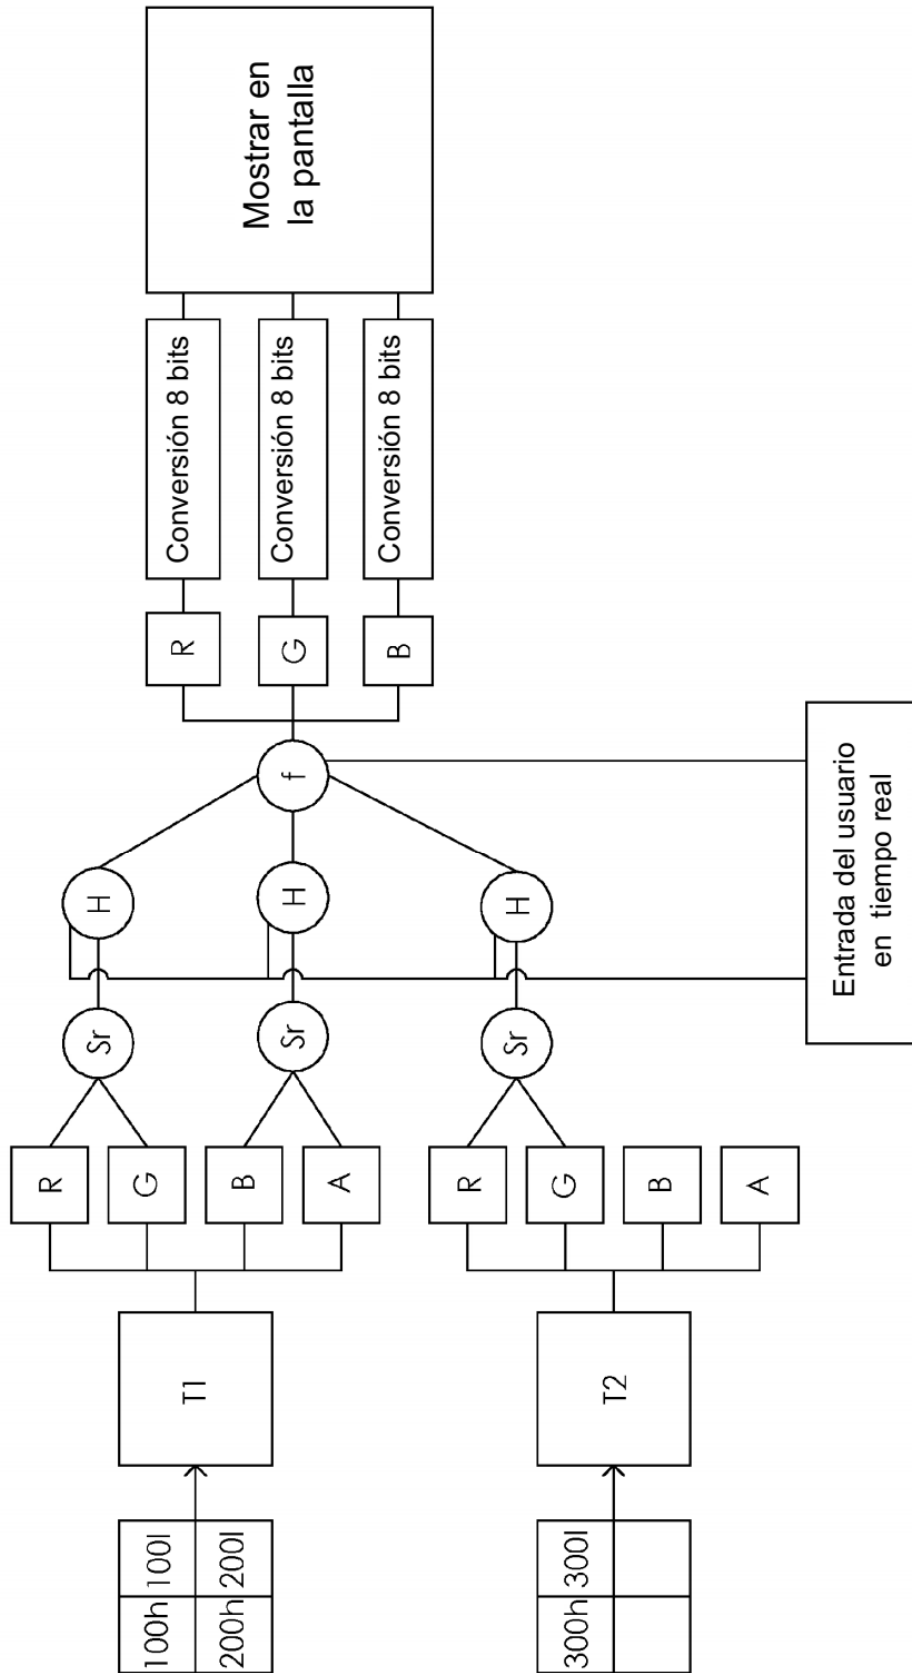 100h 100l
200h 200l
T1
R
G
B
A
Sr
Sr
H
H
300h 300l
T2
R
G
B
A
Sr
H
f
R
G
B
Conversión 8 bits
Conversión 8 bits
Conversión 8 bits
Mostrar en
la pantalla
Entrada del usuario
en tiempo real